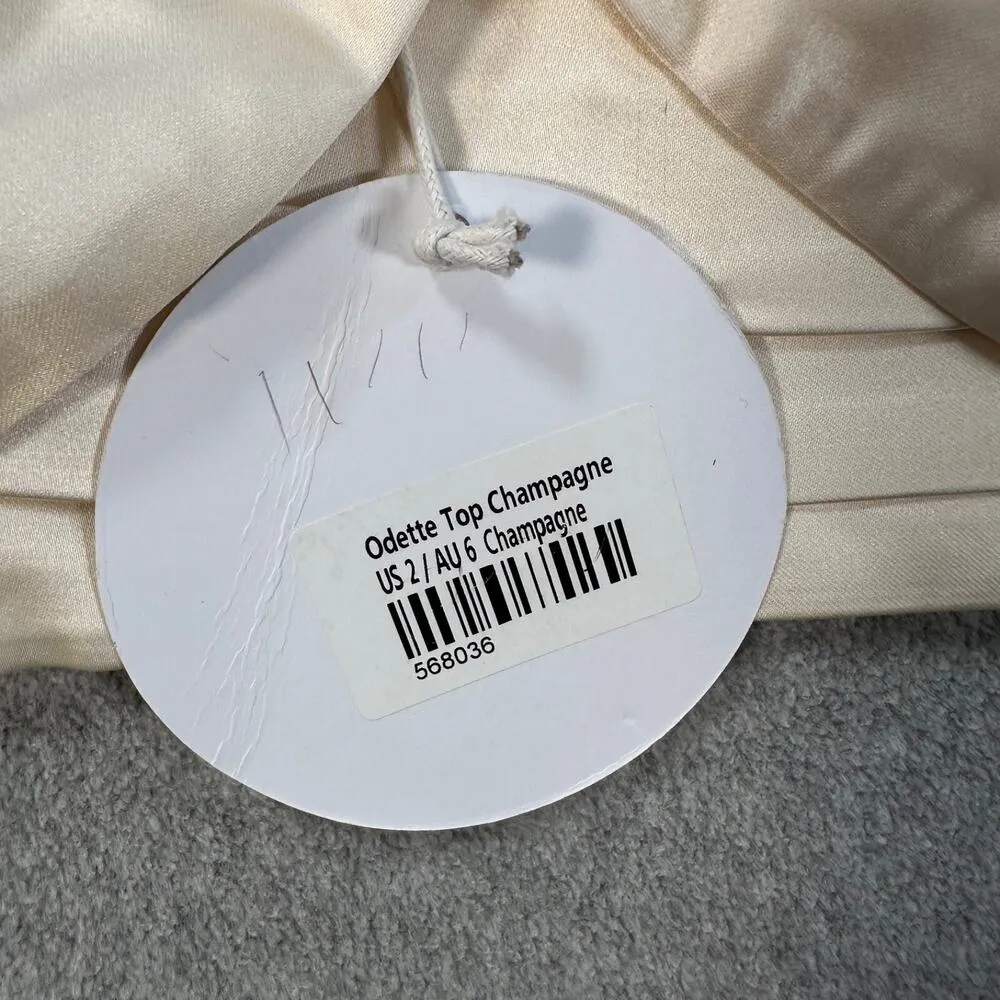 Odette Top Champagne
US 2 / AU 6 Champagne
568036